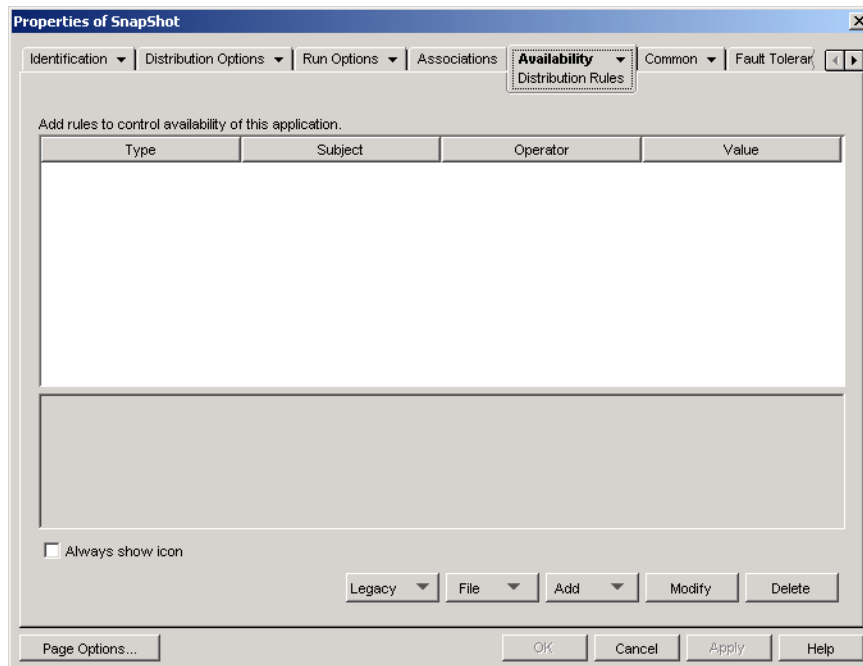 Properties of SnapShot
Identification Distribution Options Run Options Associations Availability Common Fault Toleran
Distribution Rules
Add rules to control availability of this application.
Type Subject Operator Value
Always show icon
Legacy File Add Modify Delete
Page Options... OK Cancel Apply Help